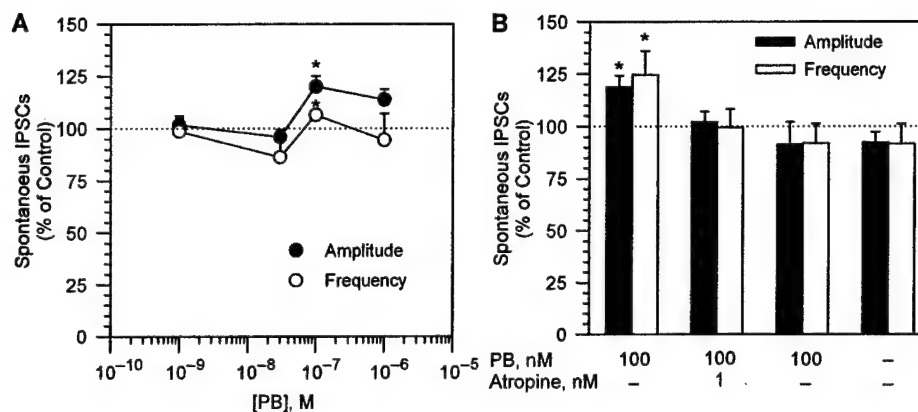 A
Spontanoeus IPSCs
(% of Control)
150
125
100
75
50
25
0
*
*
Amplitude
Frequency
10⁻¹⁰ 10⁻⁹ 10⁻⁸ 10⁻⁷ 10⁻⁶ 10⁻⁵
[PB], M
B
Spontaneous IPSCs
(% of Control)
150
125
100
75
50
25
0
* *
Amplitude
Frequency
PB, nM 100 100 100 –
Atropine, nM – 1 – –